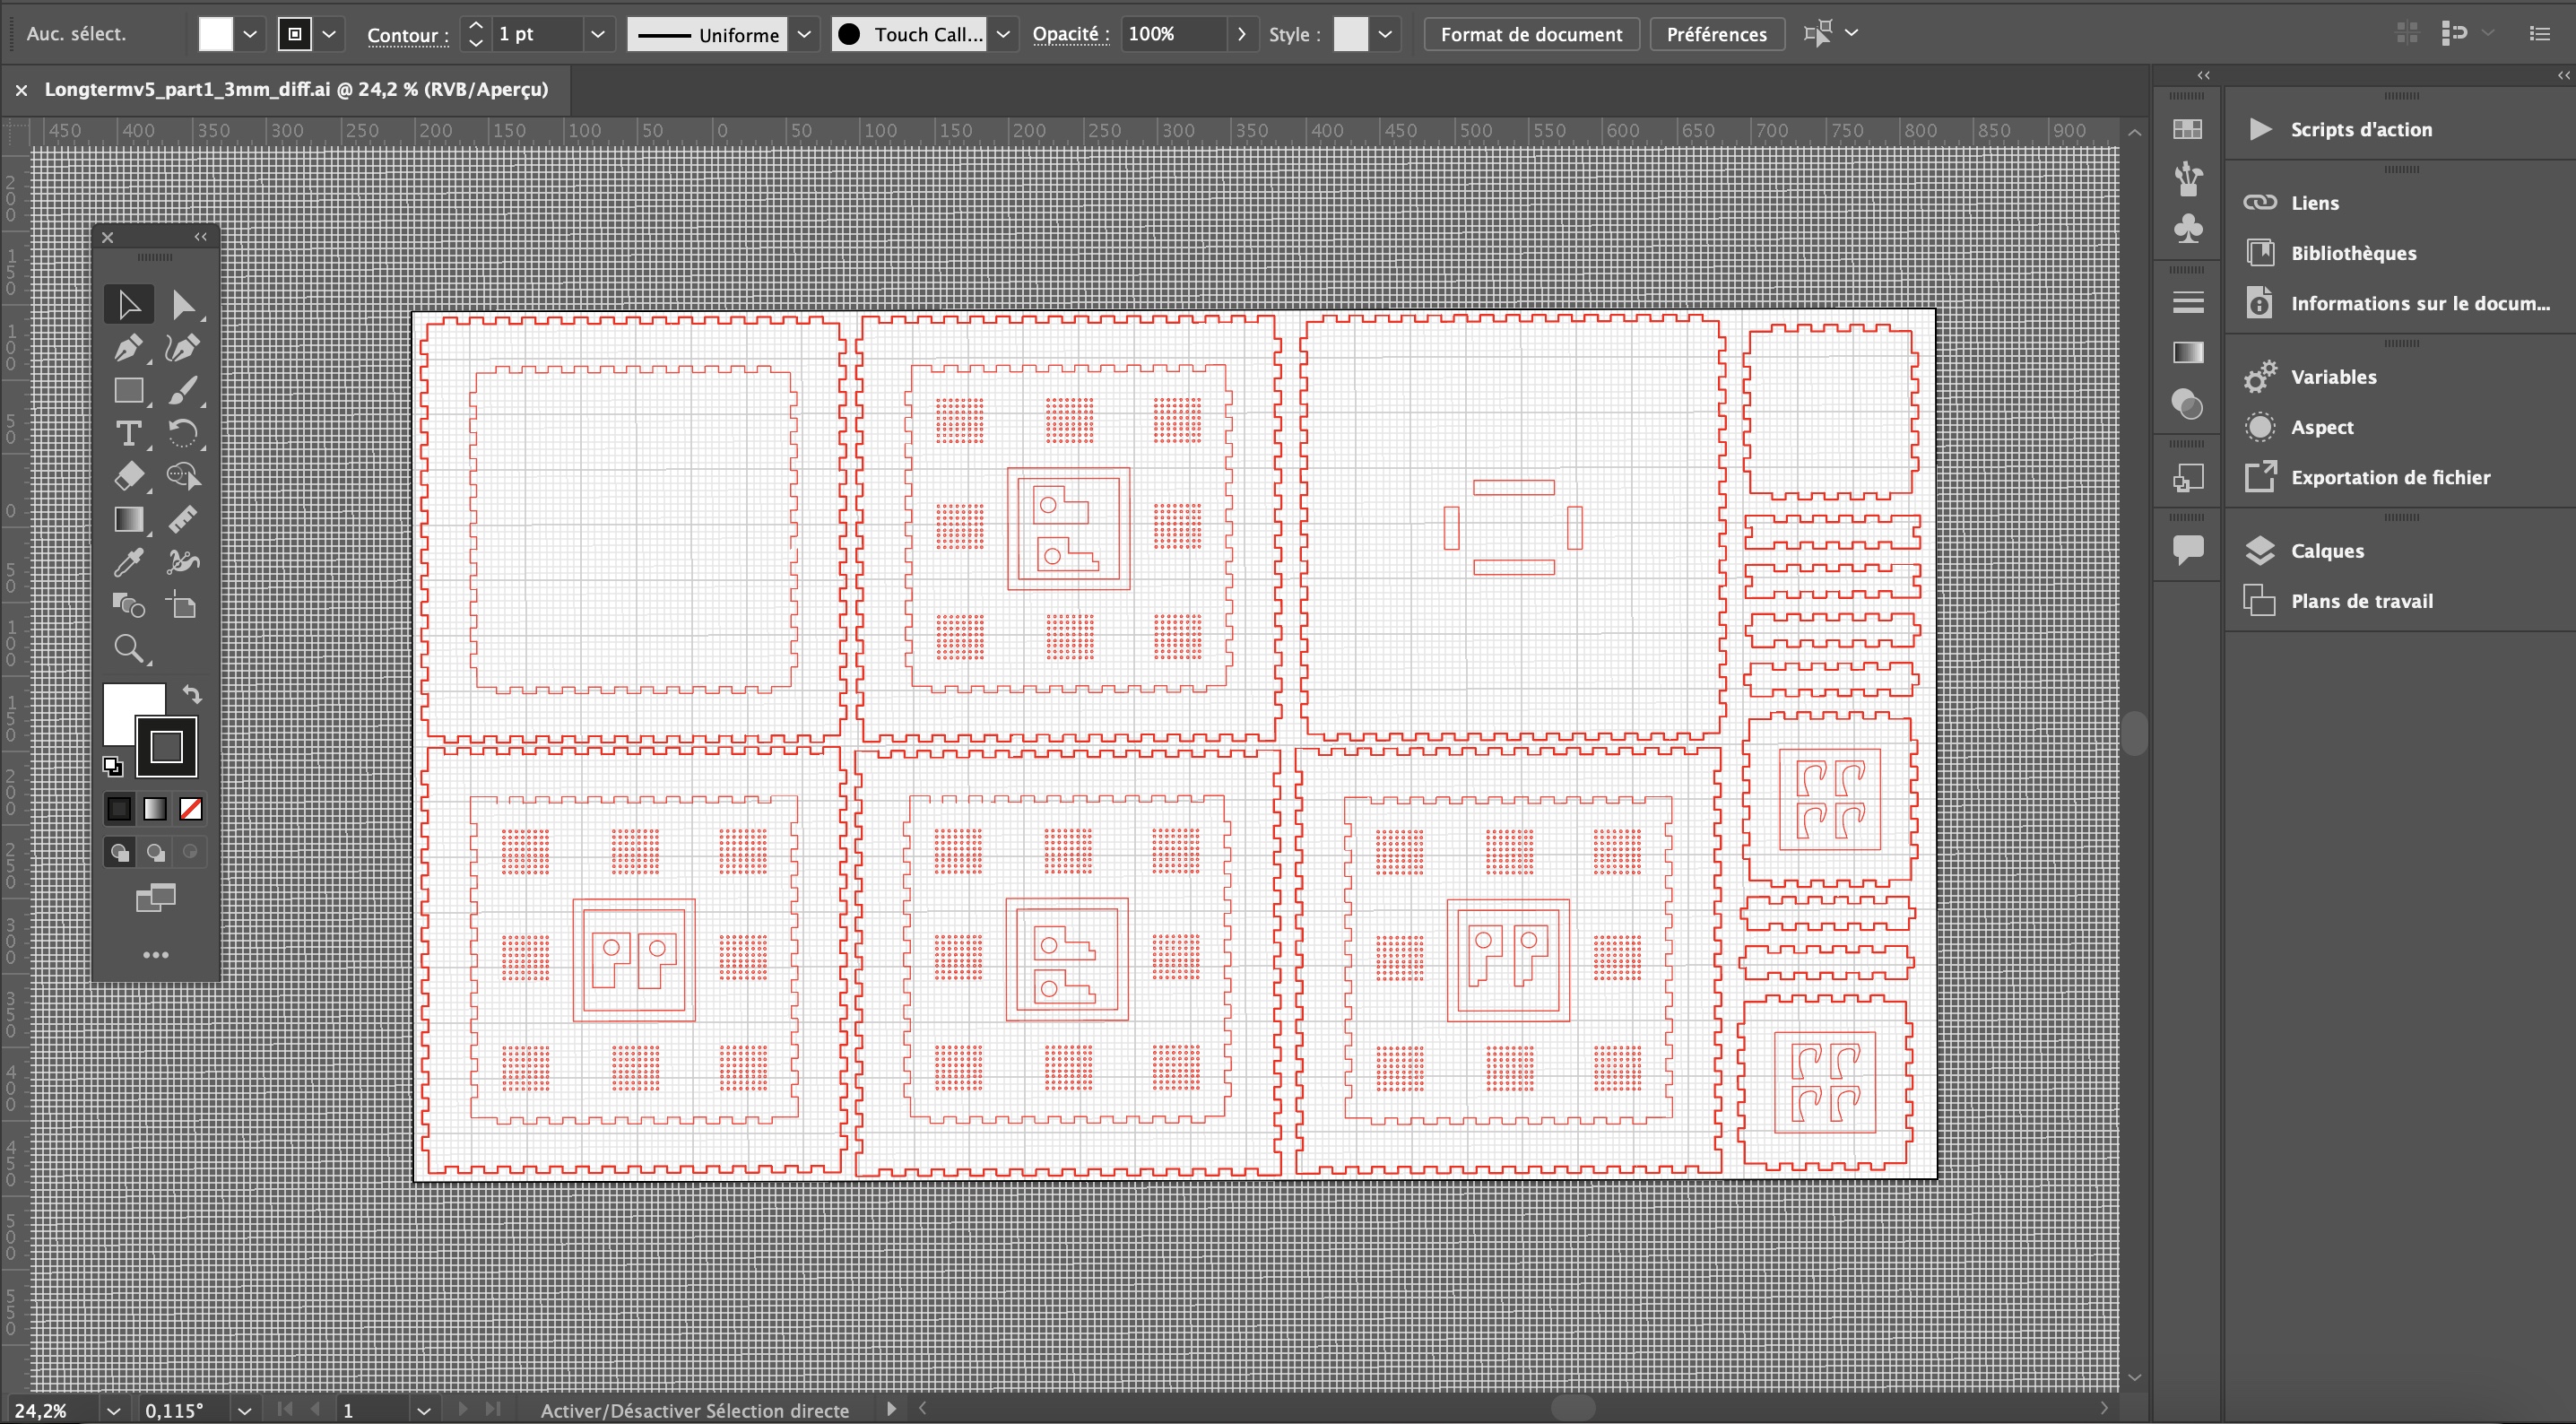 Auc. sélect.
Contour : 1 pt
Uniforme
Touch Call...
Opacité : 100%
Style :
Format de document
Préférences
Longtermv5_part1_3mm_diff.ai @ 24,2 % (RVB/Aperçu)
450 400 350 300 250 200 150 100 50 0 50 100 150 200 250 300 350 400 450 500 550 600 650 700 750 800 850 900
200
150
100
50
0
50
100
150
200
250
300
350
400
450
500
550
Scripts d'action
Liens
Bibliothèques
Informations sur le docum...
Variables
Aspect
Exportation de fichier
Calques
Plans de travail
24,2% 0,115° 1 Activer/Désactiver Sélection directe